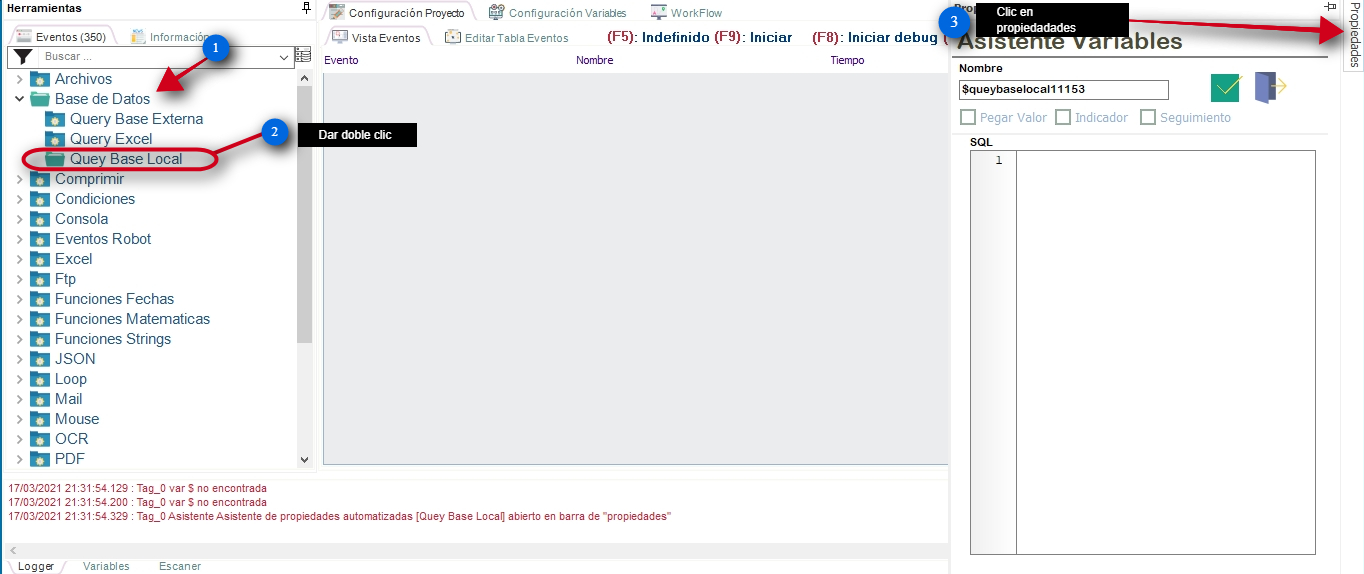 Herramientas
Eventos (350)
Información
1
Buscar ...
Archivos
Base de Datos
Query Base Externa
Query Excel
Quey Base Local
2
Dar doble clic
Comprimir
Condiciones
Consola
Eventos Robot
Excel
Ftp
Funciones Fechas
Funciones Matematicas
Funciones Strings
JSON
Loop
Mail
Mouse
OCR
PDF
Configuración Proyecto
Configuración Variables
WorkFlow
Vista Eventos
Editar Tabla Eventos
(F5): Indefinido (F9): Iniciar (F8): Iniciar debug (
Evento Nombre Tiempo
3
Clic en
propiedadades
Propiedades
Asistente Variables
Nombre
$queybaselocal11153
Pegar Valor
Indicador
Seguimiento
SQL
1
17/03/2021 21:31:54.129 : Tag_0 var $ no encontrada
17/03/2021 21:31:54.200 : Tag_0 var $ no encontrada
17/03/2021 21:31:54.329 : Tag_0 Asistente Asistente de propiedades automatizadas [Quey Base Local] abierto en barra de "propiedades"
Logger
Variables
Escaner